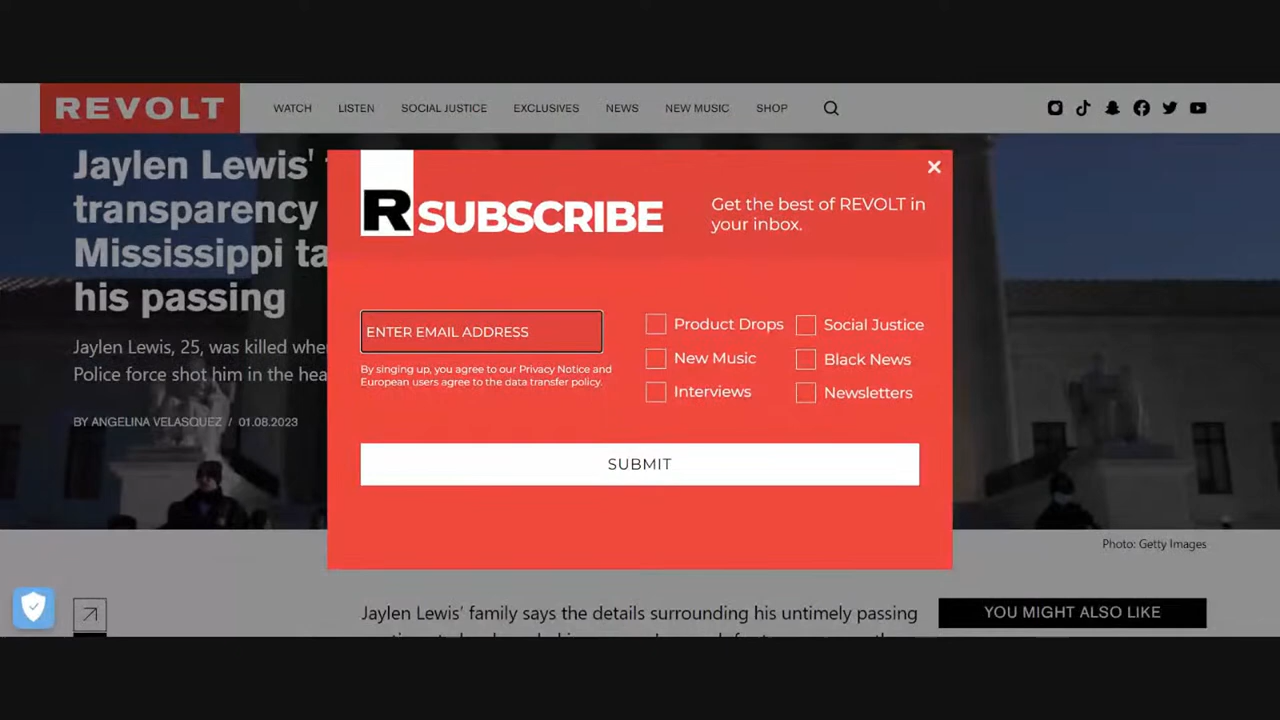 REVOLT
WATCH LISTEN SOCIAL JUSTICE EXCLUSIVES NEWS NEW MUSIC SHOP
Jaylen Lewis'
transparency
Mississippi ta
his passing
Jaylen Lewis, 25, was killed whe
Police force shot him in the hea
BY ANGELINA VELASQUEZ / 01.08.2023
R SUBSCRIBE
Get the best of REVOLT in
your inbox.
ENTER EMAIL ADDRESS
By singing up, you agree to our Privacy Notice and
European users agree to the data transfer policy.
Product Drops Social Justice
New Music Black News
Interviews Newsletters
SUBMIT
Photo: Getty Images
Jaylen Lewis' family says the details surrounding his untimely passing
YOU MIGHT ALSO LIKE